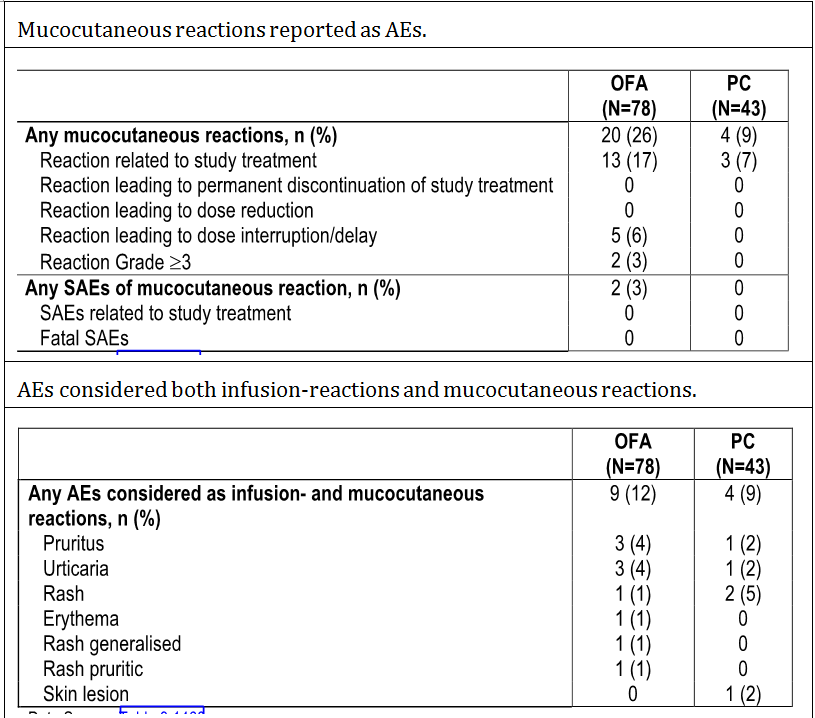 Mucocutaneous reactions reported as AEs.
OFA PC
(N=78) (N=43)
Any mucocutaneous reactions, n (%) 20 (26) 4 (9)
Reaction related to study treatment 13 (17) 3 (7)
Reaction leading to permanent discontinuation of study treatment 0 0
Reaction leading to dose reduction 0 0
Reaction leading to dose interruption/delay 5 (6) 0
Reaction Grade ≥3 2 (3) 0
Any SAEs of mucocutaneous reaction, n (%) 2 (3) 0
SAEs related to study treatment 0 0
Fatal SAEs 0 0
AEs considered both infusion-reactions and mucocutaneous reactions.
OFA PC
(N=78) (N=43)
Any AEs considered as infusion- and mucocutaneous 9 (12) 4 (9)
reactions, n (%)
Pruritus 3 (4) 1 (2)
Urticaria 3 (4) 1 (2)
Rash 1 (1) 2 (5)
Erythema 1 (1) 0
Rash generalised 1 (1) 0
Rash pruritic 1 (1) 0
Skin lesion 0 1 (2)